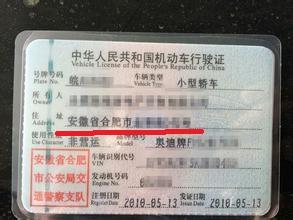 中华人民共和国机动车行驶证
Vehicle License of the People's Republic of China
号牌号码 皖 车辆类型 小型轿车
Plate No. Vehicle Type
所有人
Owner
住址 安徽省合肥市
Address
使用性质 非营运 品牌型号 奥迪牌
Use Character
安徽省合肥
市公安局交
通警察支队
车辆识别代号
VIN
发动机号码
Engine No.
注册日期 2010-05-13 发证日期 2010-05-13
Register Date Issue Date